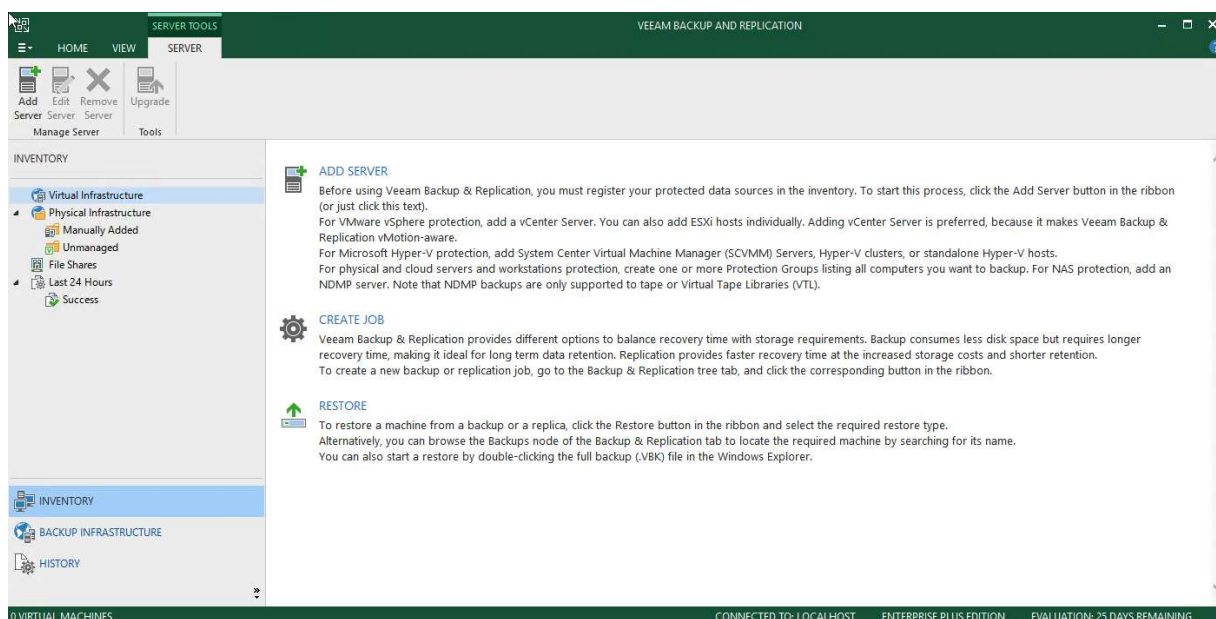 SERVER TOOLS
VEEAM BACKUP AND REPLICATION
HOME VIEW SERVER
Add Server
Edit Server
Remove Server
Upgrade
Manage Server
Tools
INVENTORY
Virtual Infrastructure
Physical Infrastructure
Manually Added
Unmanaged
File Shares
Last 24 Hours
Success
INVENTORY
BACKUP INFRASTRUCTURE
HISTORY
ADD SERVER
Before using Veeam Backup & Replication, you must register your protected data sources in the inventory. To start this process, click the Add Server button in the ribbon
(or just click this text).
For VMware vSphere protection, add a vCenter Server. You can also add ESXi hosts individually. Adding vCenter Server is preferred, because it makes Veeam Backup &
Replication vMotion-aware.
For Microsoft Hyper-V protection, add System Center Virtual Machine Manager (SCVMM) Servers, Hyper-V clusters, or standalone Hyper-V hosts.
For physical and cloud servers and workstations protection, create one or more Protection Groups listing all computers you want to backup. For NAS protection, add an
NDMP server. Note that NDMP backups are only supported to tape or Virtual Tape Libraries (VTL).
CREATE JOB
Veeam Backup & Replication provides different options to balance recovery time with storage requirements. Backup consumes less disk space but requires longer
recovery time, making it ideal for long term data retention. Replication provides faster recovery time at the increased storage costs and shorter retention.
To create a new backup or replication job, go to the Backup & Replication tree tab, and click the corresponding button in the ribbon.
RESTORE
To restore a machine from a backup or a replica, click the Restore button in the ribbon and select the required restore type.
Alternatively, you can browse the Backups node of the Backup & Replication tab to locate the required machine by searching for its name.
You can also start a restore by double-clicking the full backup (.VBK) file in the Windows Explorer.
0 VIRTUAL MACHINES
CONNECTED TO: LOCALHOST ENTERPRISE PLUS EDITION EVALUATION: 25 DAYS REMAINING